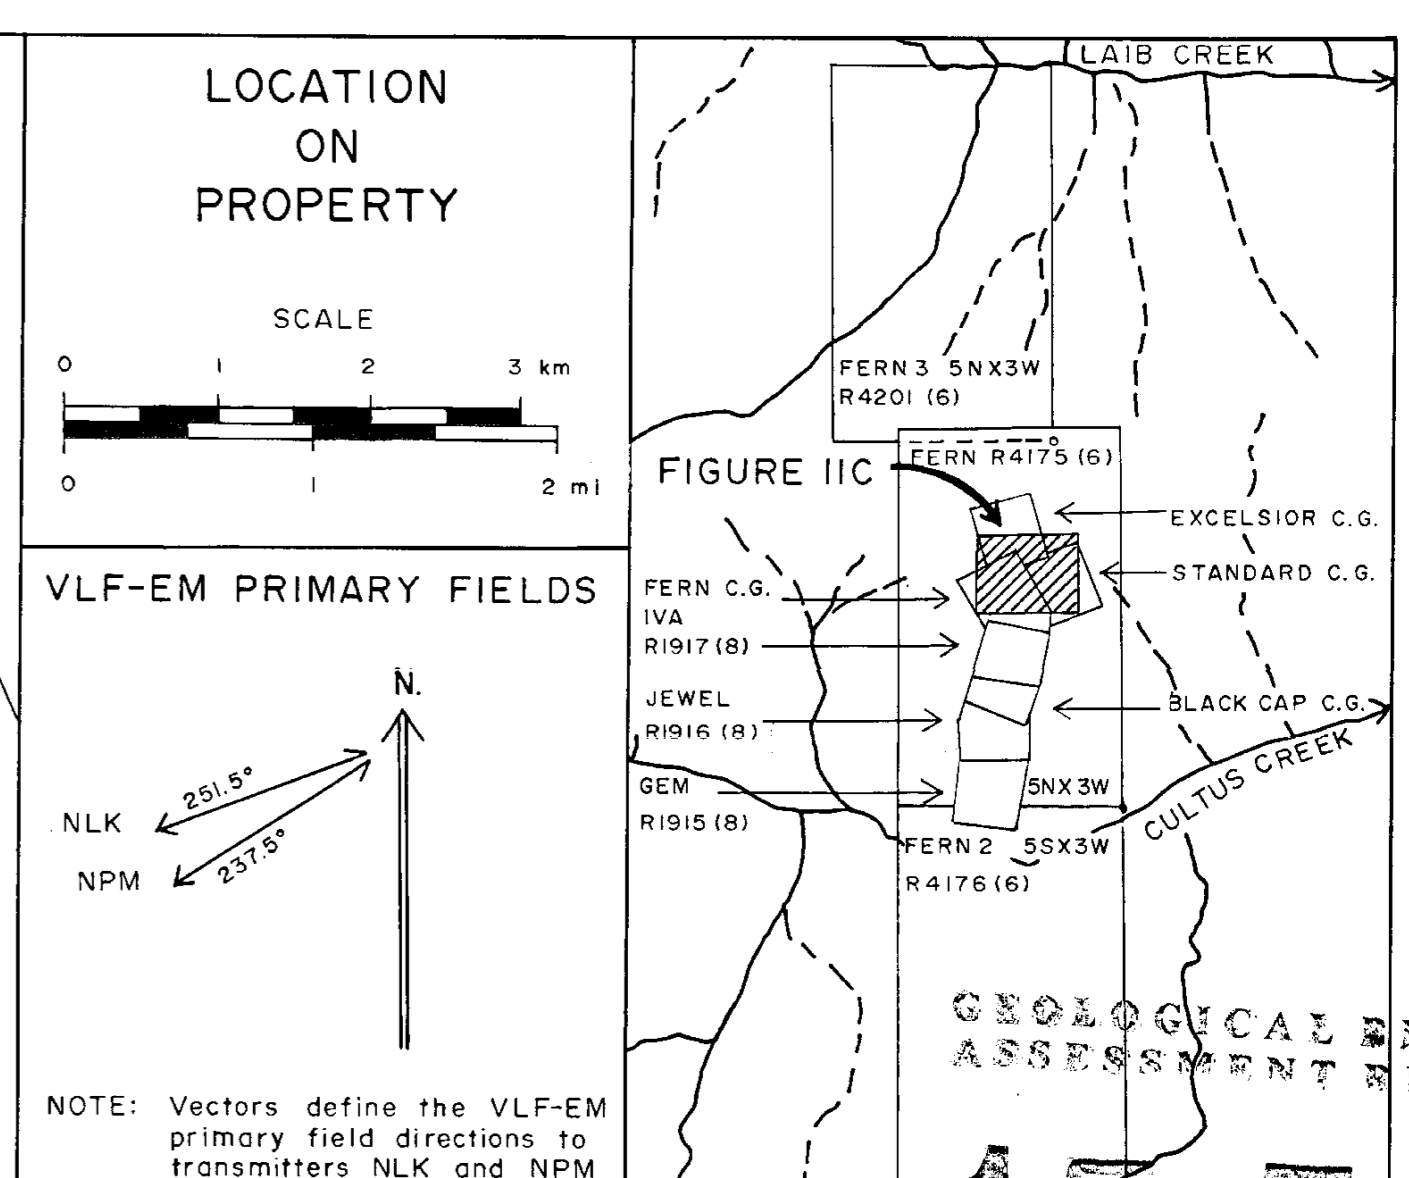 LOCATION
ON
PROPERTY
SCALE
0 1 2 3 km
0 1 2 mi
VLF-EM PRIMARY FIELDS
N.
251.5°
NLK
237.5°
NPM
NOTE: Vectors define the VLF-EM
primary field directions to
transmitters NLK and NPM
LAIB CREEK
FERN 3 5NX3W
R4201 (6)
FERN R4175 (6)
FIGURE 11C
EXCELSIOR C.G.
STANDARD C.G.
FERN C.G.
IVA
R1917 (8)
JEWEL
R1916 (8)
BLACK CAP C.G.
GEM
R1915 (8)
5NX3W
CULTUS CREEK
FERN 2 5SX3W
R4176 (6)
GEOLOGICAL
ASSESSMENT